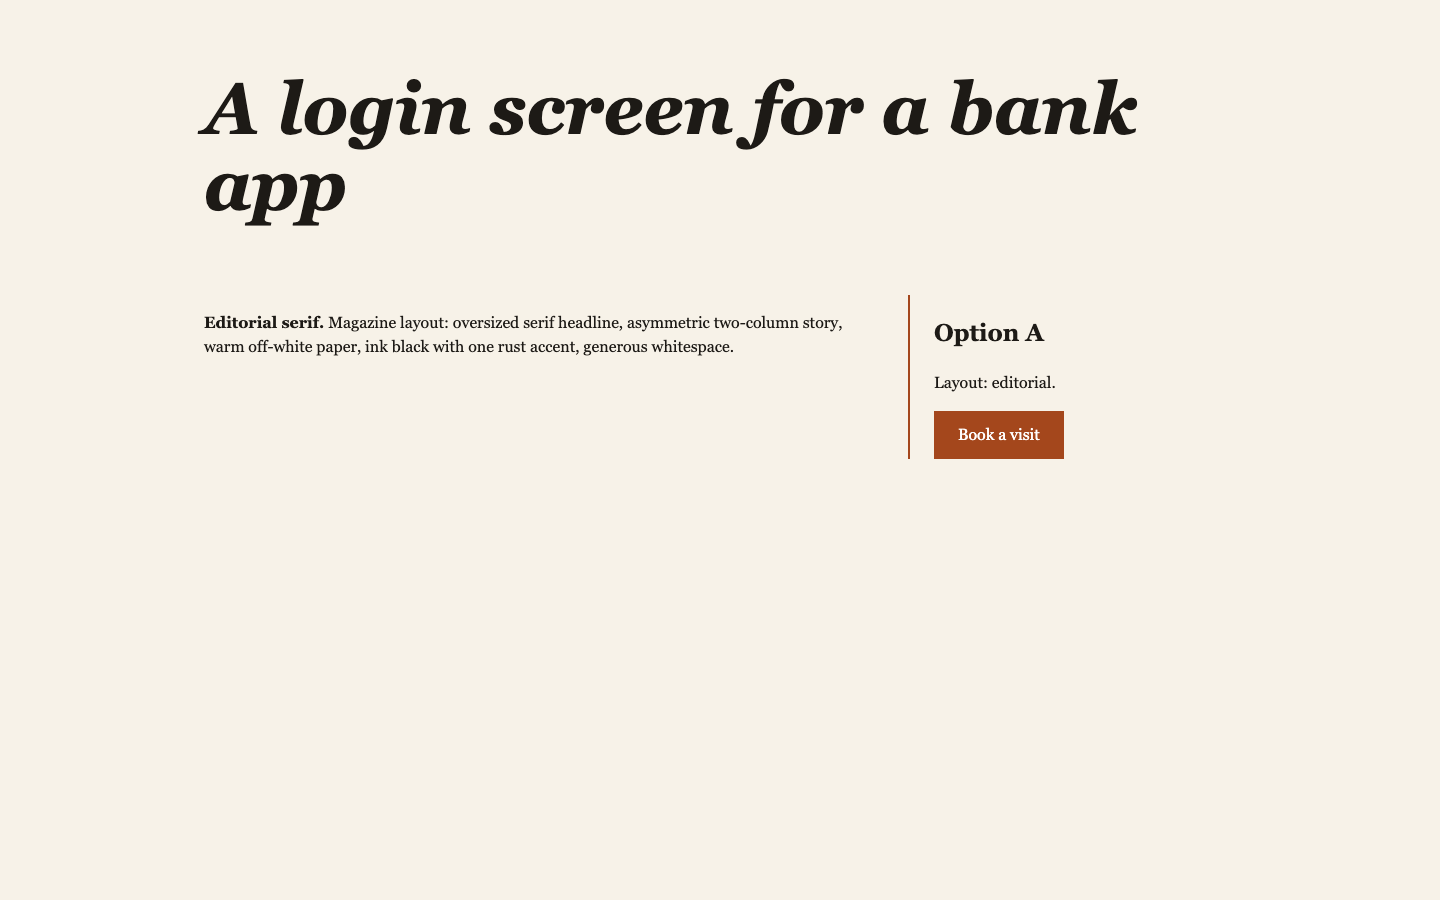 A login screen for a bank
app
Editorial serif. Magazine layout: oversized serif headline, asymmetric two-column story,
warm off-white paper, ink black with one rust accent, generous whitespace.
Option A
Layout: editorial.
Book a visit